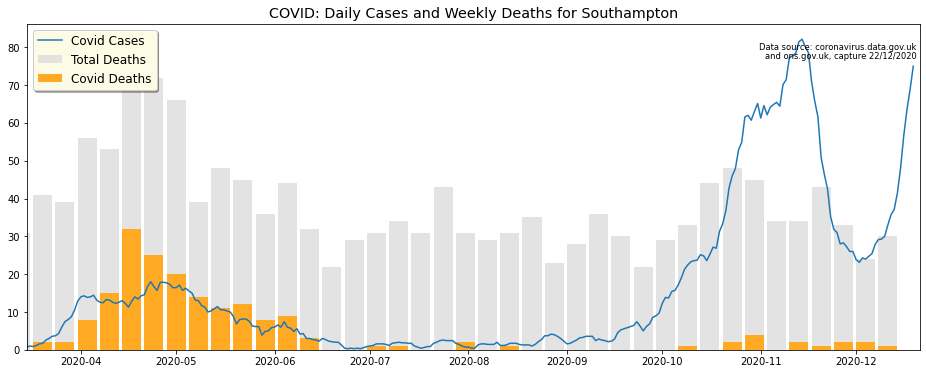 COVID: Daily Cases and Weekly Deaths for Southampton
Covid Cases
Total Deaths
Covid Deaths
Data source: coronavirus.data.gov.uk
and ons.gov.uk, capture 22/12/2020
80
70
60
50
40
30
20
10
0
2020-04 2020-05 2020-06 2020-07 2020-08 2020-09 2020-10 2020-11 2020-12